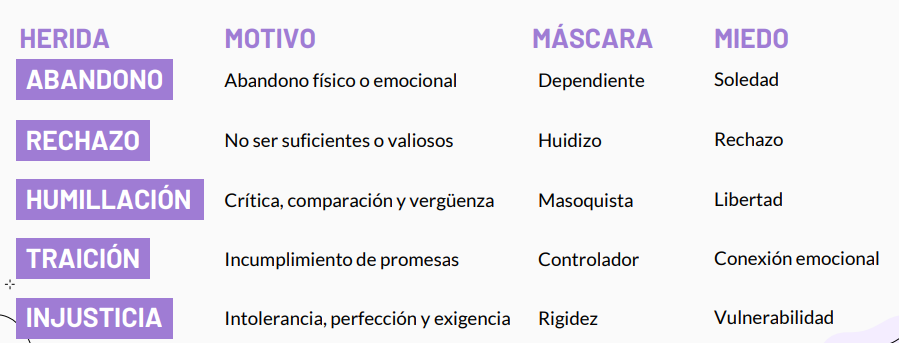 HERIDA MOTIVO MÁSCARA MIEDO
ABANDONO Abandono físico o emocional Dependiente Soledad
RECHAZO No ser suficientes o valiosos Huidizo Rechazo
HUMILLACIÓN Crítica, comparación y vergüenza Masoquista Libertad
TRAICIÓN Incumplimiento de promesas Controlador Conexión emocional
INJUSTICIA Intolerancia, perfección y exigencia Rigidez Vulnerabilidad